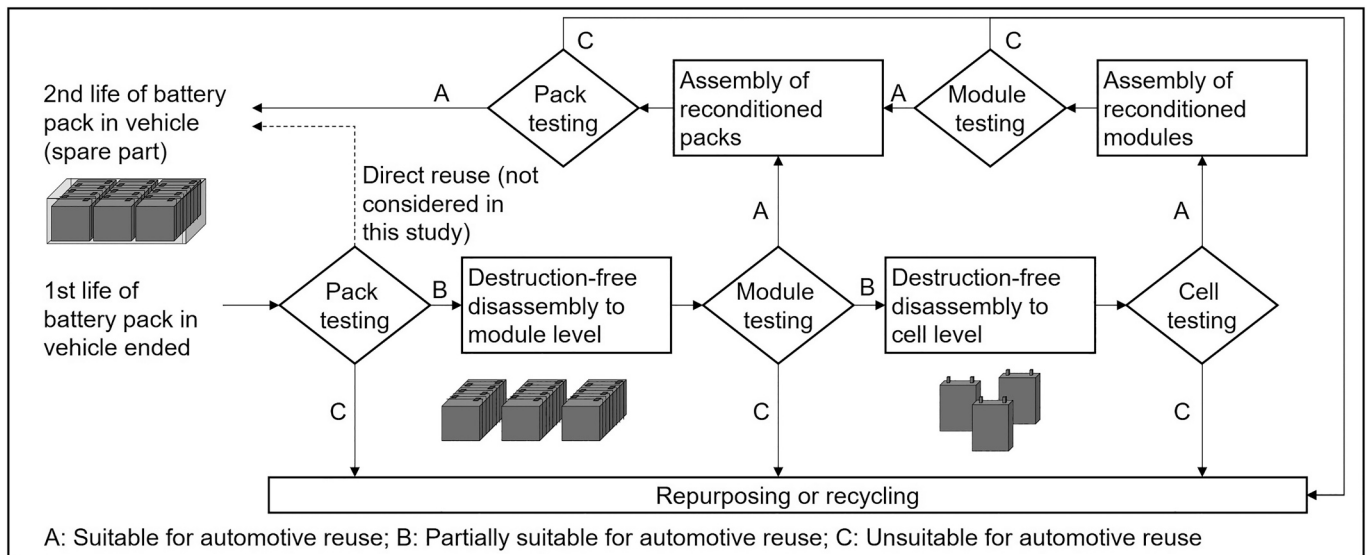 C
C
2nd life of battery
pack in vehicle
(spare part)
A
Pack
testing
Assembly of
reconditioned
packs
A
Module
testing
Assembly of
reconditioned
modules
Direct reuse (not
considered in
this study)
A
A
1st life of
battery pack in
vehicle ended
Pack
testing
B
Destruction-free
disassembly to
module level
Module
testing
B
Destruction-free
disassembly to
cell level
Cell
testing
C
C
C
Repurposing or recycling
A: Suitable for automotive reuse; B: Partially suitable for automotive reuse; C: Unsuitable for automotive reuse